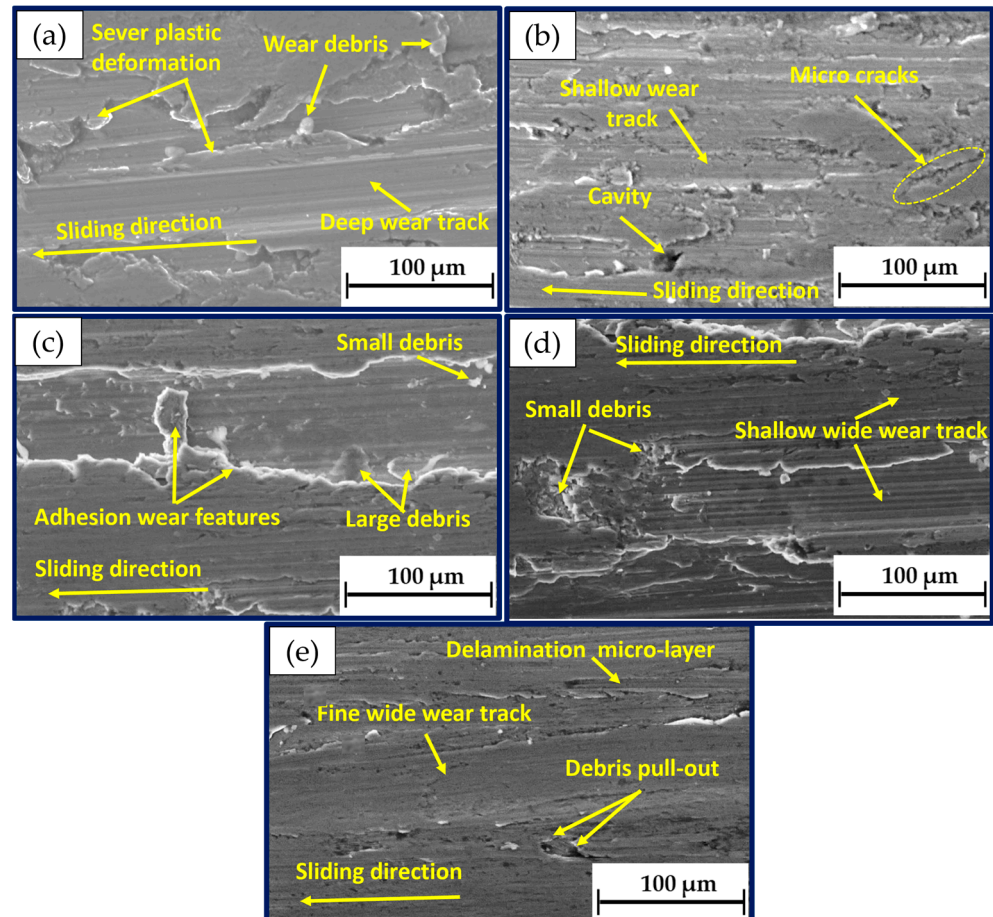 (a)
Sever plastic
deformation
Wear debris
Deep wear track
Sliding direction
100 µm
(b)
Shallow wear
track
Micro cracks
Cavity
Sliding direction
100 µm
(c)
Small debris
Adhesion wear features
Large debris
Sliding direction
100 µm
(d)
Sliding direction
Small debris
Shallow wide wear track
100 µm
(e)
Delamination micro-layer
Fine wide wear track
Debris pull-out
Sliding direction
100 µm